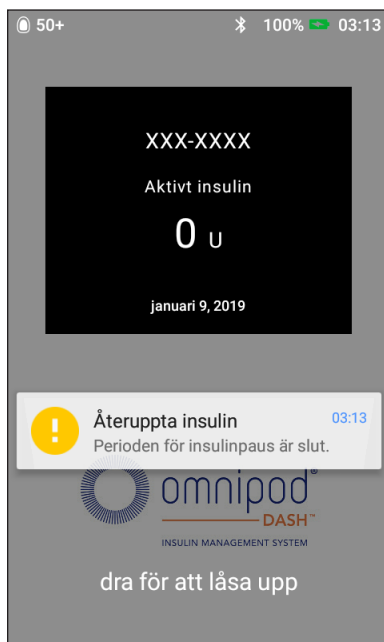 50+ 100% 03:13
XXX-XXXX
Aktivt insulin
0 U
januari 9, 2019
Återuppta insulin 03:13
Perioden för insulinpaus är slut.
omnipod®
DASH™
INSULIN MANAGEMENT SYSTEM
dra för att låsa upp